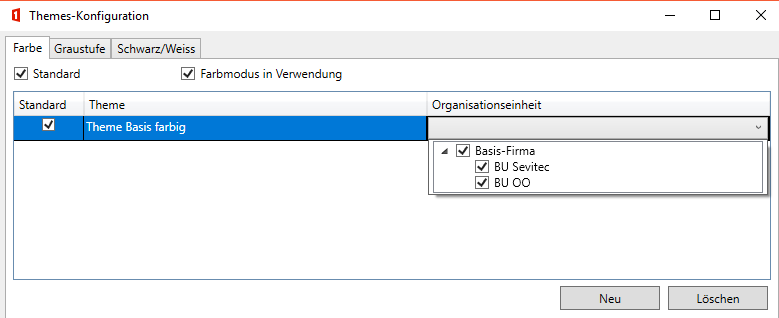 Themes-Konfiguration
Farbe Graustufe Schwarz/Weiss
Standard Farbmodus in Verwendung
Standard Theme Organisationseinheit
Theme Basis farbig
Basis-Firma
BU Sevitec
BU OO
Neu Löschen